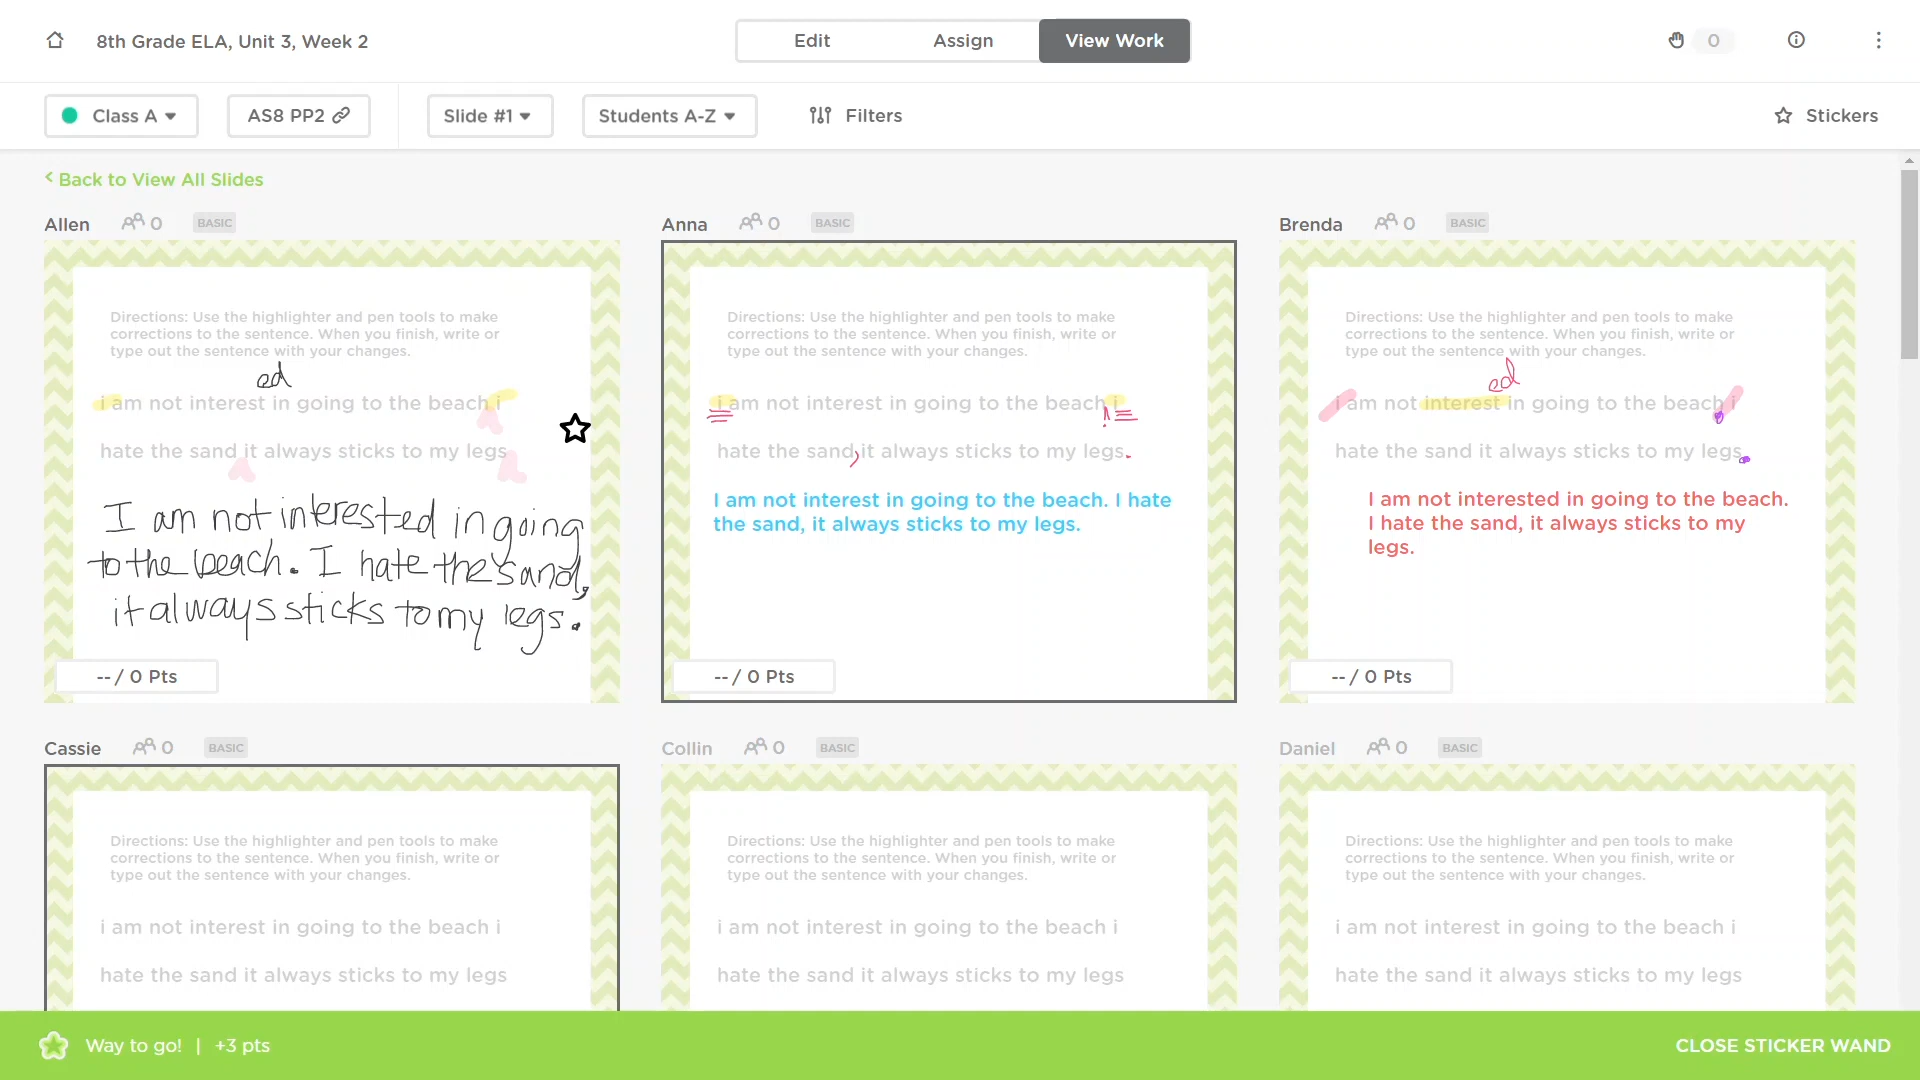 8th Grade ELA, Unit 3, Week 2
Edit
Assign
View Work
0
Class A
AS8 PP2
Slide #1
Students A-Z
Filters
Stickers
Back to View All Slides
Allen 0 BASIC
Directions: Use the highlighter and pen tools to make
corrections to the sentence. When you finish, write or
type out the sentence with your changes.
ed
i am not interest in going to the beach i
hate the sand it always sticks to my legs
I am not interested in going
to the beach. I hate the sand,
it always sticks to my legs.
-- / 0 Pts
Anna 0 BASIC
Directions: Use the highlighter and pen tools to make
corrections to the sentence. When you finish, write or
type out the sentence with your changes.
i am not interest in going to the beach ! i
hate the sand, it always sticks to my legs.
I am not interest in going to the beach. I hate
the sand, it always sticks to my legs.
-- / 0 Pts
Brenda 0 BASIC
Directions: Use the highlighter and pen tools to make
corrections to the sentence. When you finish, write or
type out the sentence with your changes.
ed
i am not interest in going to the beach i
hate the sand it always sticks to my legs.
I am not interested in going to the beach.
I hate the sand, it always sticks to my
legs.
-- / 0 Pts
Cassie 0 BASIC
Directions: Use the highlighter and pen tools to make
corrections to the sentence. When you finish, write or
type out the sentence with your changes.
i am not interest in going to the beach i
hate the sand it always sticks to my legs
Collin 0 BASIC
Directions: Use the highlighter and pen tools to make
corrections to the sentence. When you finish, write or
type out the sentence with your changes.
i am not interest in going to the beach i
hate the sand it always sticks to my legs
Daniel 0 BASIC
Directions: Use the highlighter and pen tools to make
corrections to the sentence. When you finish, write or
type out the sentence with your changes.
i am not interest in going to the beach i
hate the sand it always sticks to my legs
Way to go! | +3 pts
CLOSE STICKER WAND